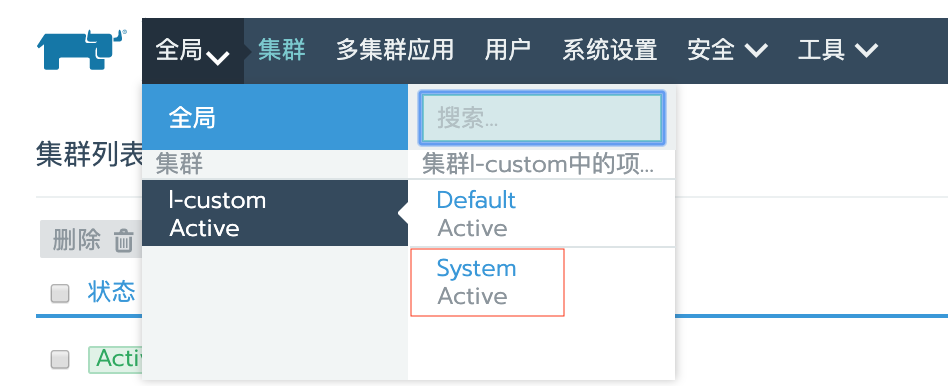 全局 集群 多集群应用 用户 系统设置 安全 工具
全局
搜索...
集群列表
集群
集群l-custom中的项...
l-custom
Active
Default
Active
删除
System
Active
状态
Acti